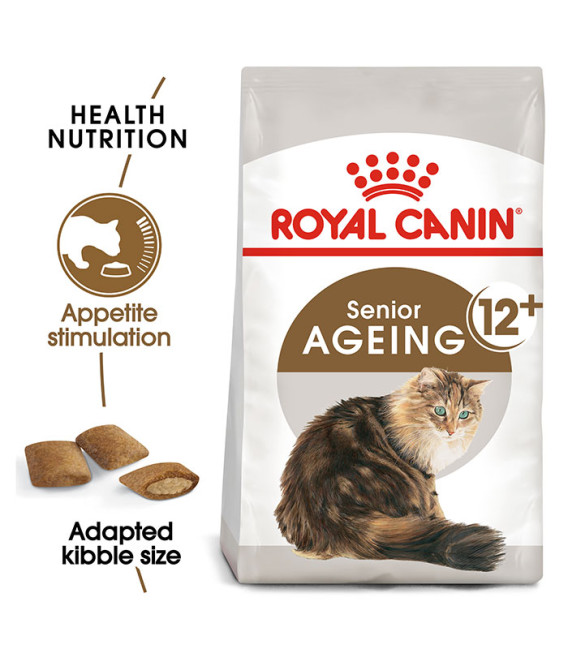 HEALTH
NUTRITION
Appetite
stimulation
Adapted
kibble size
ROYAL CANIN®
Senior
AGEING
12+